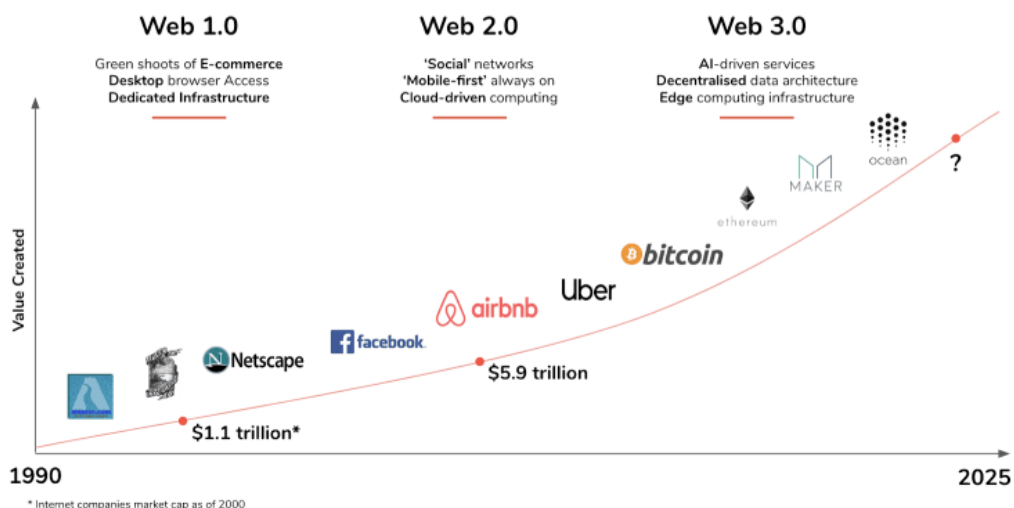 Web 1.0
Green shoots of E-commerce
Desktop browser Access
Dedicated Infrastructure
Web 2.0
‘Social’ networks
‘Mobile-first’ always on
Cloud-driven computing
Web 3.0
AI-driven services
Decentralised data architecture
Edge computing infrastructure
Value Created
N Netscape
f facebook.
airbnb
Uber
bitcoin
ethereum
MAKER
ocean
$1.1 trillion*
$5.9 trillion
?
1990
2025
* Internet companies market cap as of 2000